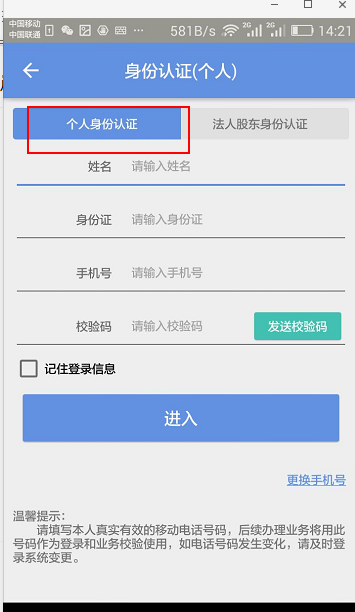 中国移动
中国联通
581B/s 2G 2G 14:21
身份认证(个人)
个人身份认证 法人股东身份认证
姓名 请输入姓名
身份证 请输入身份证
手机号 请输入手机号
校验码 请输入校验码 发送校验码
记住登录信息
进入
更换手机号
温馨提示：
请填写本人真实有效的移动电话号码，后续办理业务将用此
号码作为登录和业务校验使用，如电话号码发生变化，请及时登
录系统变更。